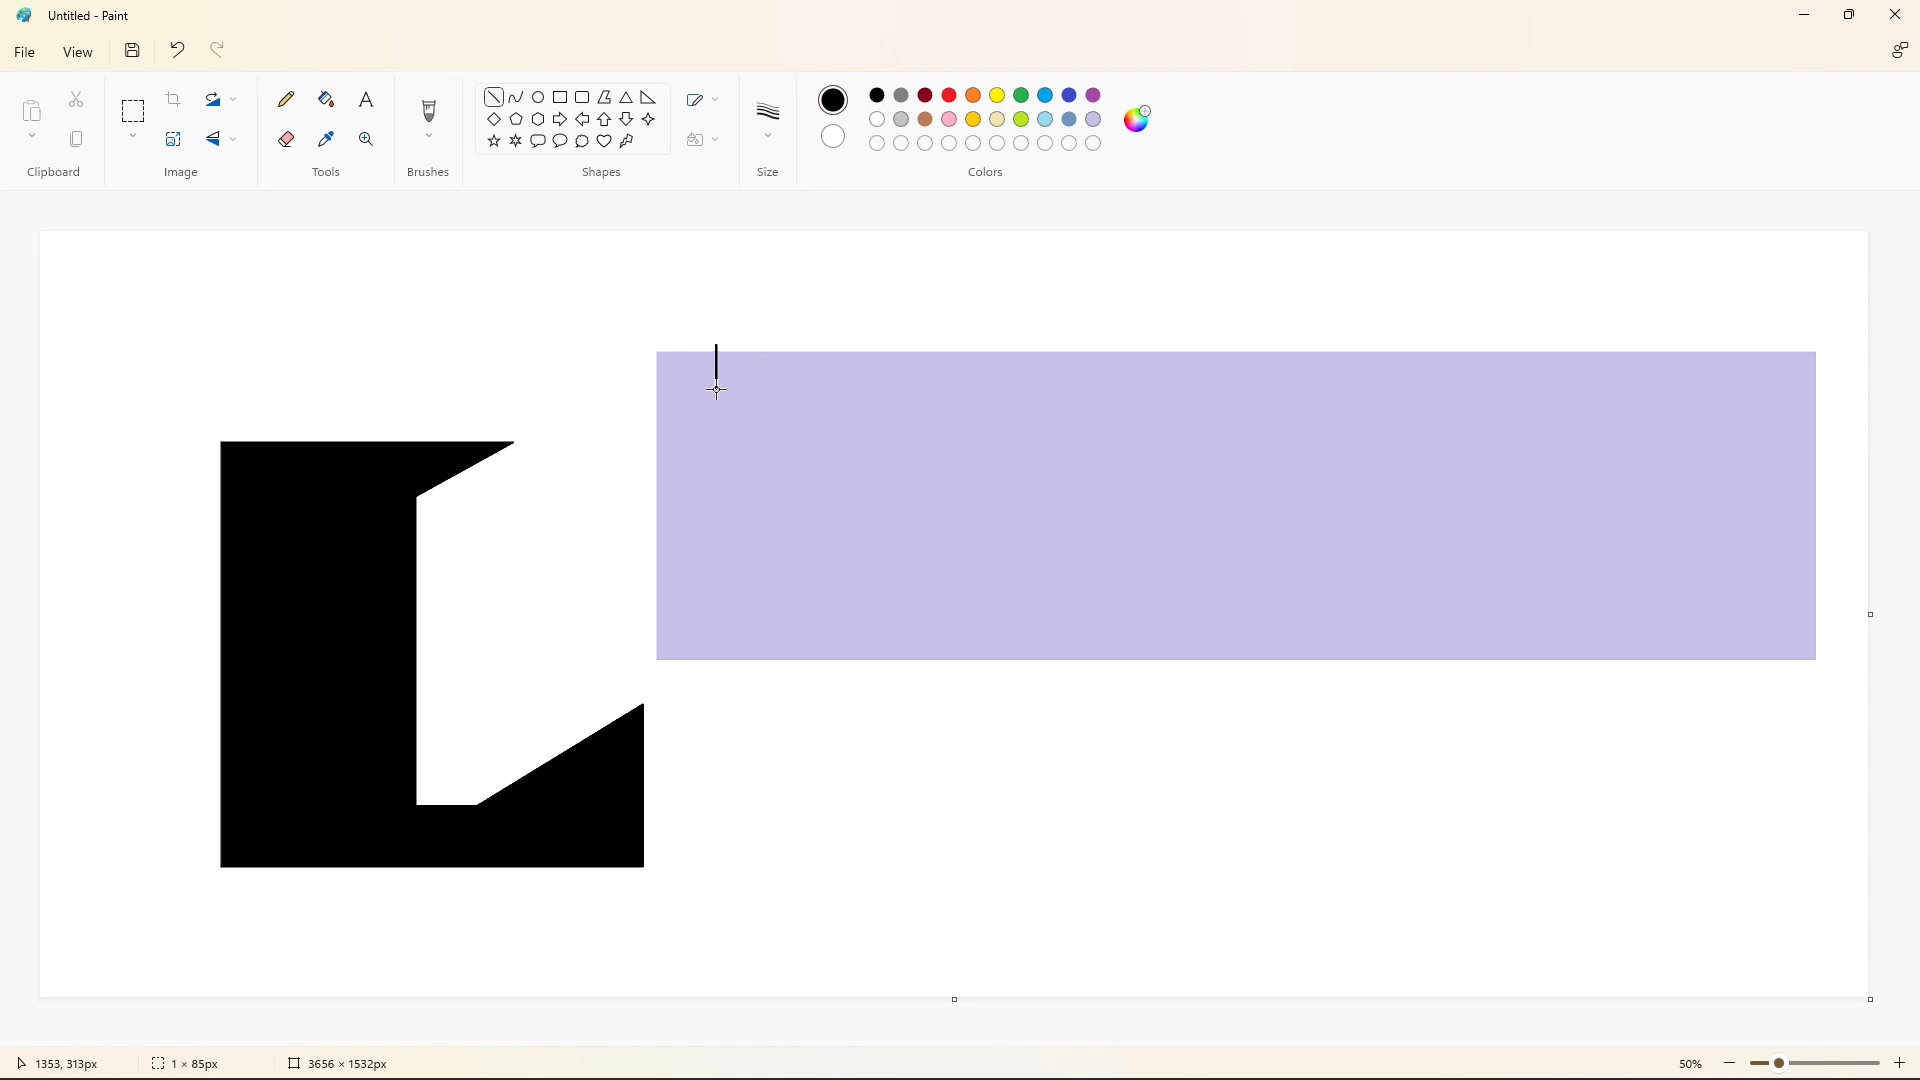 Untitled - Paint
File View
Clipboard Image Tools Brushes Shapes Size Colors
L
1353, 313px 1 × 85px 3656 × 1532px 50%